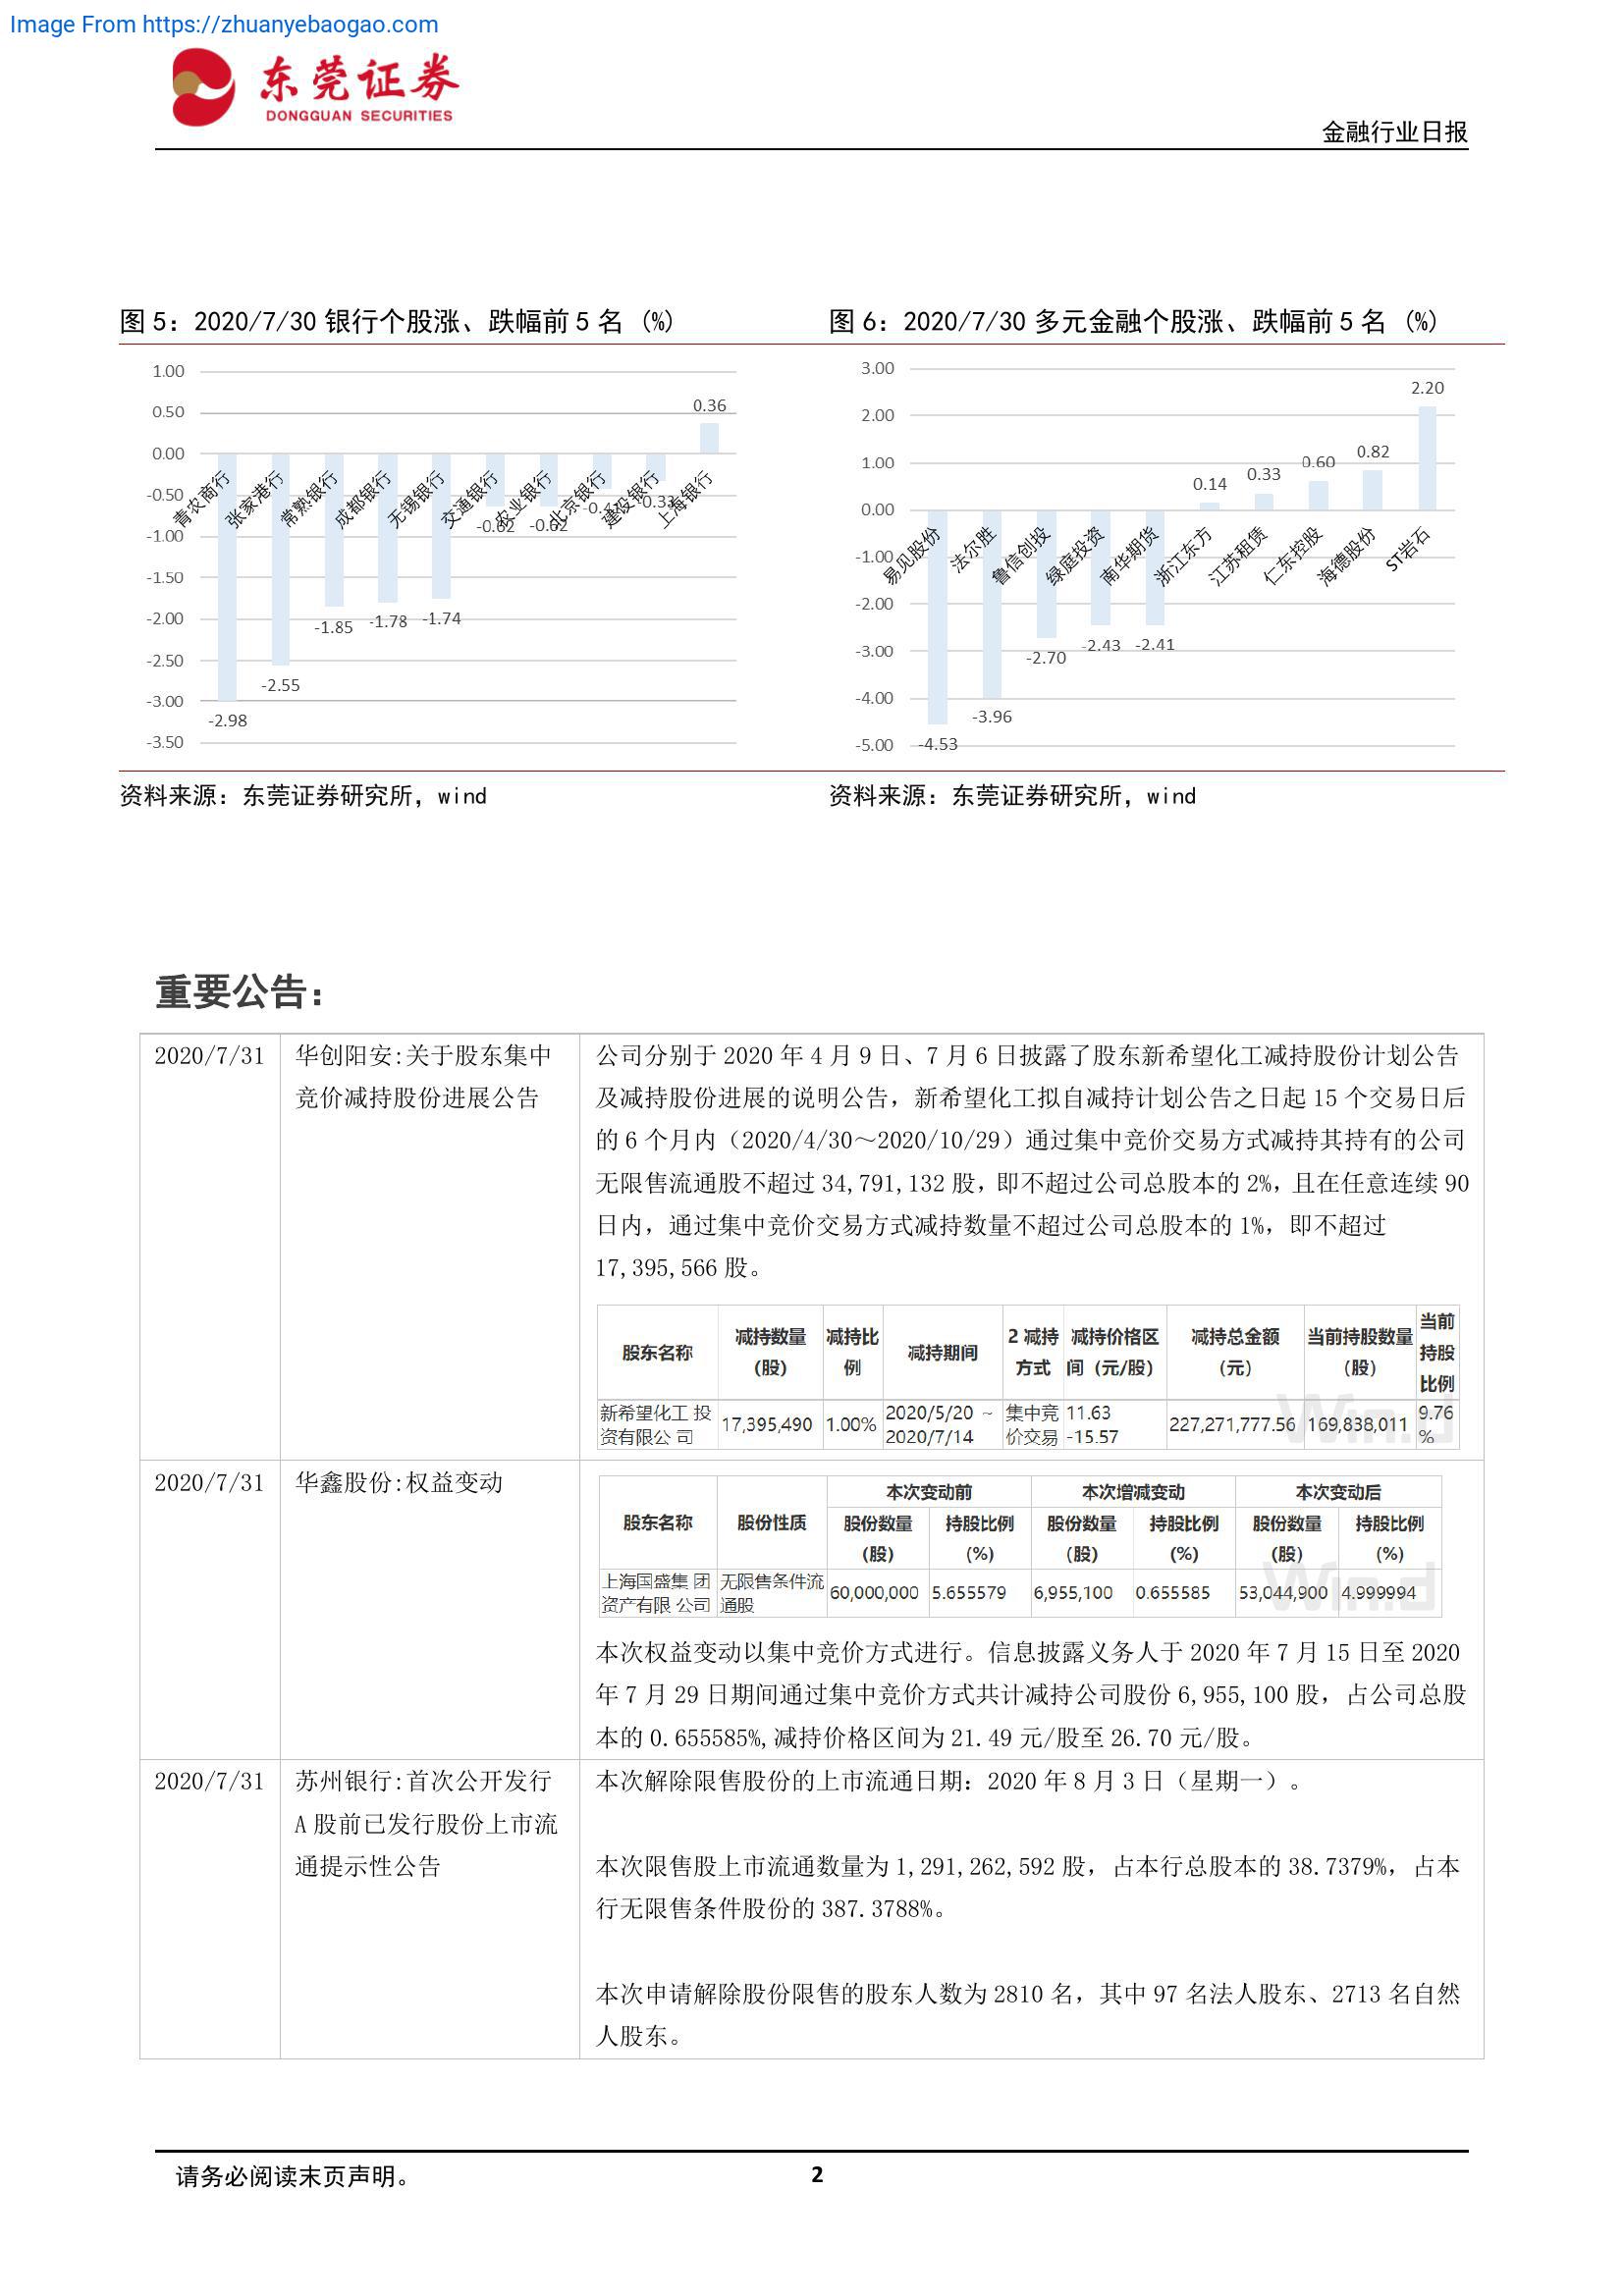 Image From https://zhuanyebaogao.com
东莞证券
DONGGUAN SECURITIES
金融行业日报
图 5：2020/7/30 银行个股涨、跌幅前 5 名 (%)
1.00
0.50
0.00
-0.50
-1.00
-1.50
-2.00
-2.50
-3.00
-3.50
青农商行
张家港行
常熟银行
成都银行
无锡银行
交通银行
农业银行
北京银行
建设银行
上海银行
-2.98
-2.55
-1.85
-1.78
-1.74
-0.62
-0.62
-0.33
0.36
资料来源：东莞证券研究所，wind
图 6：2020/7/30 多元金融个股涨、跌幅前 5 名 (%)
3.00
2.00
1.00
0.00
-1.00
-2.00
-3.00
-4.00
-5.00
易见股份
法尔胜
鲁信创投
绿庭投资
南华期货
浙江东方
江苏租赁
仁东控股
海德股份
ST岩石
-4.53
-3.96
-2.70
-2.43
-2.41
0.14
0.33
0.60
0.82
2.20
资料来源：东莞证券研究所，wind
重要公告：
2020/7/31
华创阳安:关于股东集中
竞价减持股份进展公告
公司分别于 2020 年 4 月 9 日、7 月 6 日披露了股东新希望化工减持股份计划公告
及减持股份进展的说明公告，新希望化工拟自减持计划公告之日起 15 个交易日后
的 6 个月内（2020/4/30～2020/10/29）通过集中竞价交易方式减持其持有的公司
无限售流通股不超过 34,791,132 股，即不超过公司总股本的 2%，且在任意连续 90
日内，通过集中竞价交易方式减持数量不超过公司总股本的 1%，即不超过
17,395,566 股。
股东名称
减持数量
（股）
减持比
例
减持期间
2 减持
方式
减持价格区
间（元/股）
减持总金额
（元）
当前持股数量
（股）
当前
持股
比例
新希望化工 投
资有限公 司
17,395,490
1.00%
2020/5/20 ~
2020/7/14
集中竞
价交易
11.63
-15.57
227,271,777.56
169,838,011
9.76
%
Win.d
2020/7/31
华鑫股份:权益变动
股东名称
股份性质
本次变动前
本次增减变动
本次变动后
股份数量
（股）
持股比例
（%）
股份数量
（股）
持股比例
（%）
股份数量
（股）
持股比例
（%）
上海国盛集 团
资产有限 公司
无限售条件流
通股
60,000,000
5.655579
6,955,100
0.655585
53,044,900
4.999994
Win.d
本次权益变动以集中竞价方式进行。信息披露义务人于 2020 年 7 月 15 日至 2020
年 7 月 29 日期间通过集中竞价方式共计减持公司股份 6,955,100 股，占公司总股
本的 0.655585%,减持价格区间为 21.49 元/股至 26.70 元/股。
2020/7/31
苏州银行:首次公开发行
A 股前已发行股份上市流
通提示性公告
本次解除限售股份的上市流通日期：2020 年 8 月 3 日（星期一）。
本次限售股上市流通数量为 1,291,262,592 股，占本行总股本的 38.7379%，占本
行无限售条件股份的 387.3788%。
本次申请解除股份限售的股东人数为 2810 名，其中 97 名法人股东、2713 名自然
人股东。
请务必阅读末页声明。
2